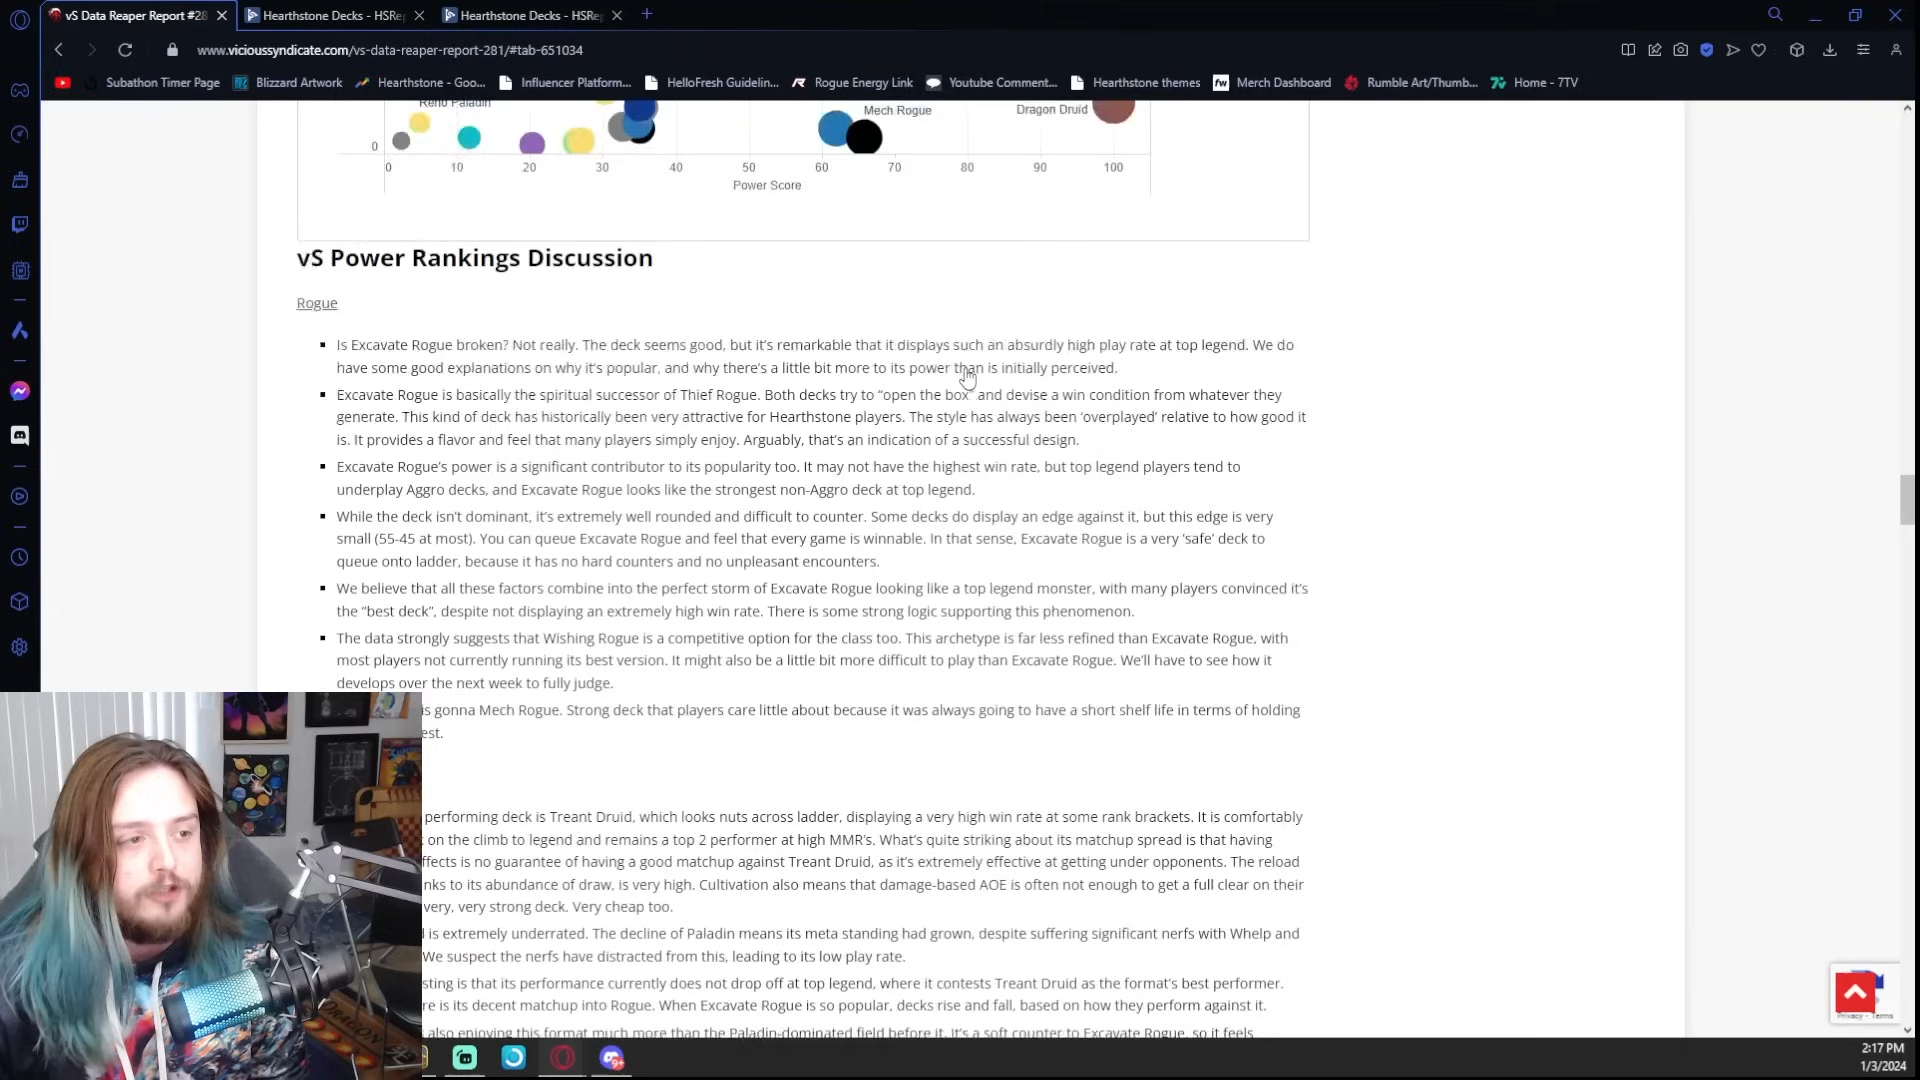 vS Data Reaper Report #28
Hearthstone Decks - HSRe
Hearthstone Decks - HSRe
www.vicioussyndicate.com/vs-data-reaper-report-281/#tab-651034
Subathon Timer Page
Blizzard Artwork
Hearthstone - Goo...
Influencer Platform...
HelloFresh Guidelin...
Rogue Energy Link
Youtube Comment...
Hearthstone themes
Merch Dashboard
Rumble Art/Thumb...
Home - 7TV
Reno Paladin
Mech Rogue
Dragon Druid
0
0 10 20 30 40 50 60 70 80 90 100
Power Score
vS Power Rankings Discussion
Rogue
Is Excavate Rogue broken? Not really. The deck seems good, but it's remarkable that it displays such an absurdly high play rate at top legend. We do
have some good explanations on why it's popular, and why there's a little bit more to its power than is initially perceived.
Excavate Rogue is basically the spiritual successor of Thief Rogue. Both decks try to “open the box” and devise a win condition from whatever they
generate. This kind of deck has historically been very attractive for Hearthstone players. The style has always been ‘overplayed’ relative to how good it
is. It provides a flavor and feel that many players simply enjoy. Arguably, that's an indication of a successful design.
Excavate Rogue's power is a significant contributor to its popularity too. It may not have the highest win rate, but top legend players tend to
underplay Aggro decks, and Excavate Rogue looks like the strongest non-Aggro deck at top legend.
While the deck isn't dominant, it's extremely well rounded and difficult to counter. Some decks do display an edge against it, but this edge is very
small (55-45 at most). You can queue Excavate Rogue and feel that every game is winnable. In that sense, Excavate Rogue is a very ‘safe’ deck to
queue onto ladder, because it has no hard counters and no unpleasant encounters.
We believe that all these factors combine into the perfect storm of Excavate Rogue looking like a top legend monster, with many players convinced it's
the “best deck”, despite not displaying an extremely high win rate. There is some strong logic supporting this phenomenon.
The data strongly suggests that Wishing Rogue is a competitive option for the class too. This archetype is far less refined than Excavate Rogue, with
most players not currently running its best version. It might also be a little bit more difficult to play than Excavate Rogue. We'll have to see how it
develops over the next week to fully judge.
is gonna Mech Rogue. Strong deck that players care little about because it was always going to have a short shelf life in terms of holding
est.
performing deck is Treant Druid, which looks nuts across ladder, displaying a very high win rate at some rank brackets. It is comfortably
on the climb to legend and remains a top 2 performer at high MMR's. What's quite striking about its matchup spread is that having
ffects is no guarantee of having a good matchup against Treant Druid, as it's extremely effective at getting under opponents. The reload
nks to its abundance of draw, is very high. Cultivation also means that damage-based AOE is often not enough to get a full clear on their
very, very strong deck. Very cheap too.
is extremely underrated. The decline of Paladin means its meta standing had grown, despite suffering significant nerfs with Whelp and
We suspect the nerfs have distracted from this, leading to its low play rate.
sting is that its performance currently does not drop off at top legend, where it contests Treant Druid as the format's best performer.
re is its decent matchup into Rogue. When Excavate Rogue is so popular, decks rise and fall, based on how they perform against it.
also enjoying this format much more than the Paladin-dominated field before it. It's a soft counter to Excavate Rogue, so it feels
DRAGON
Privacy - Terms
9+
2:17 PM
1/3/2024